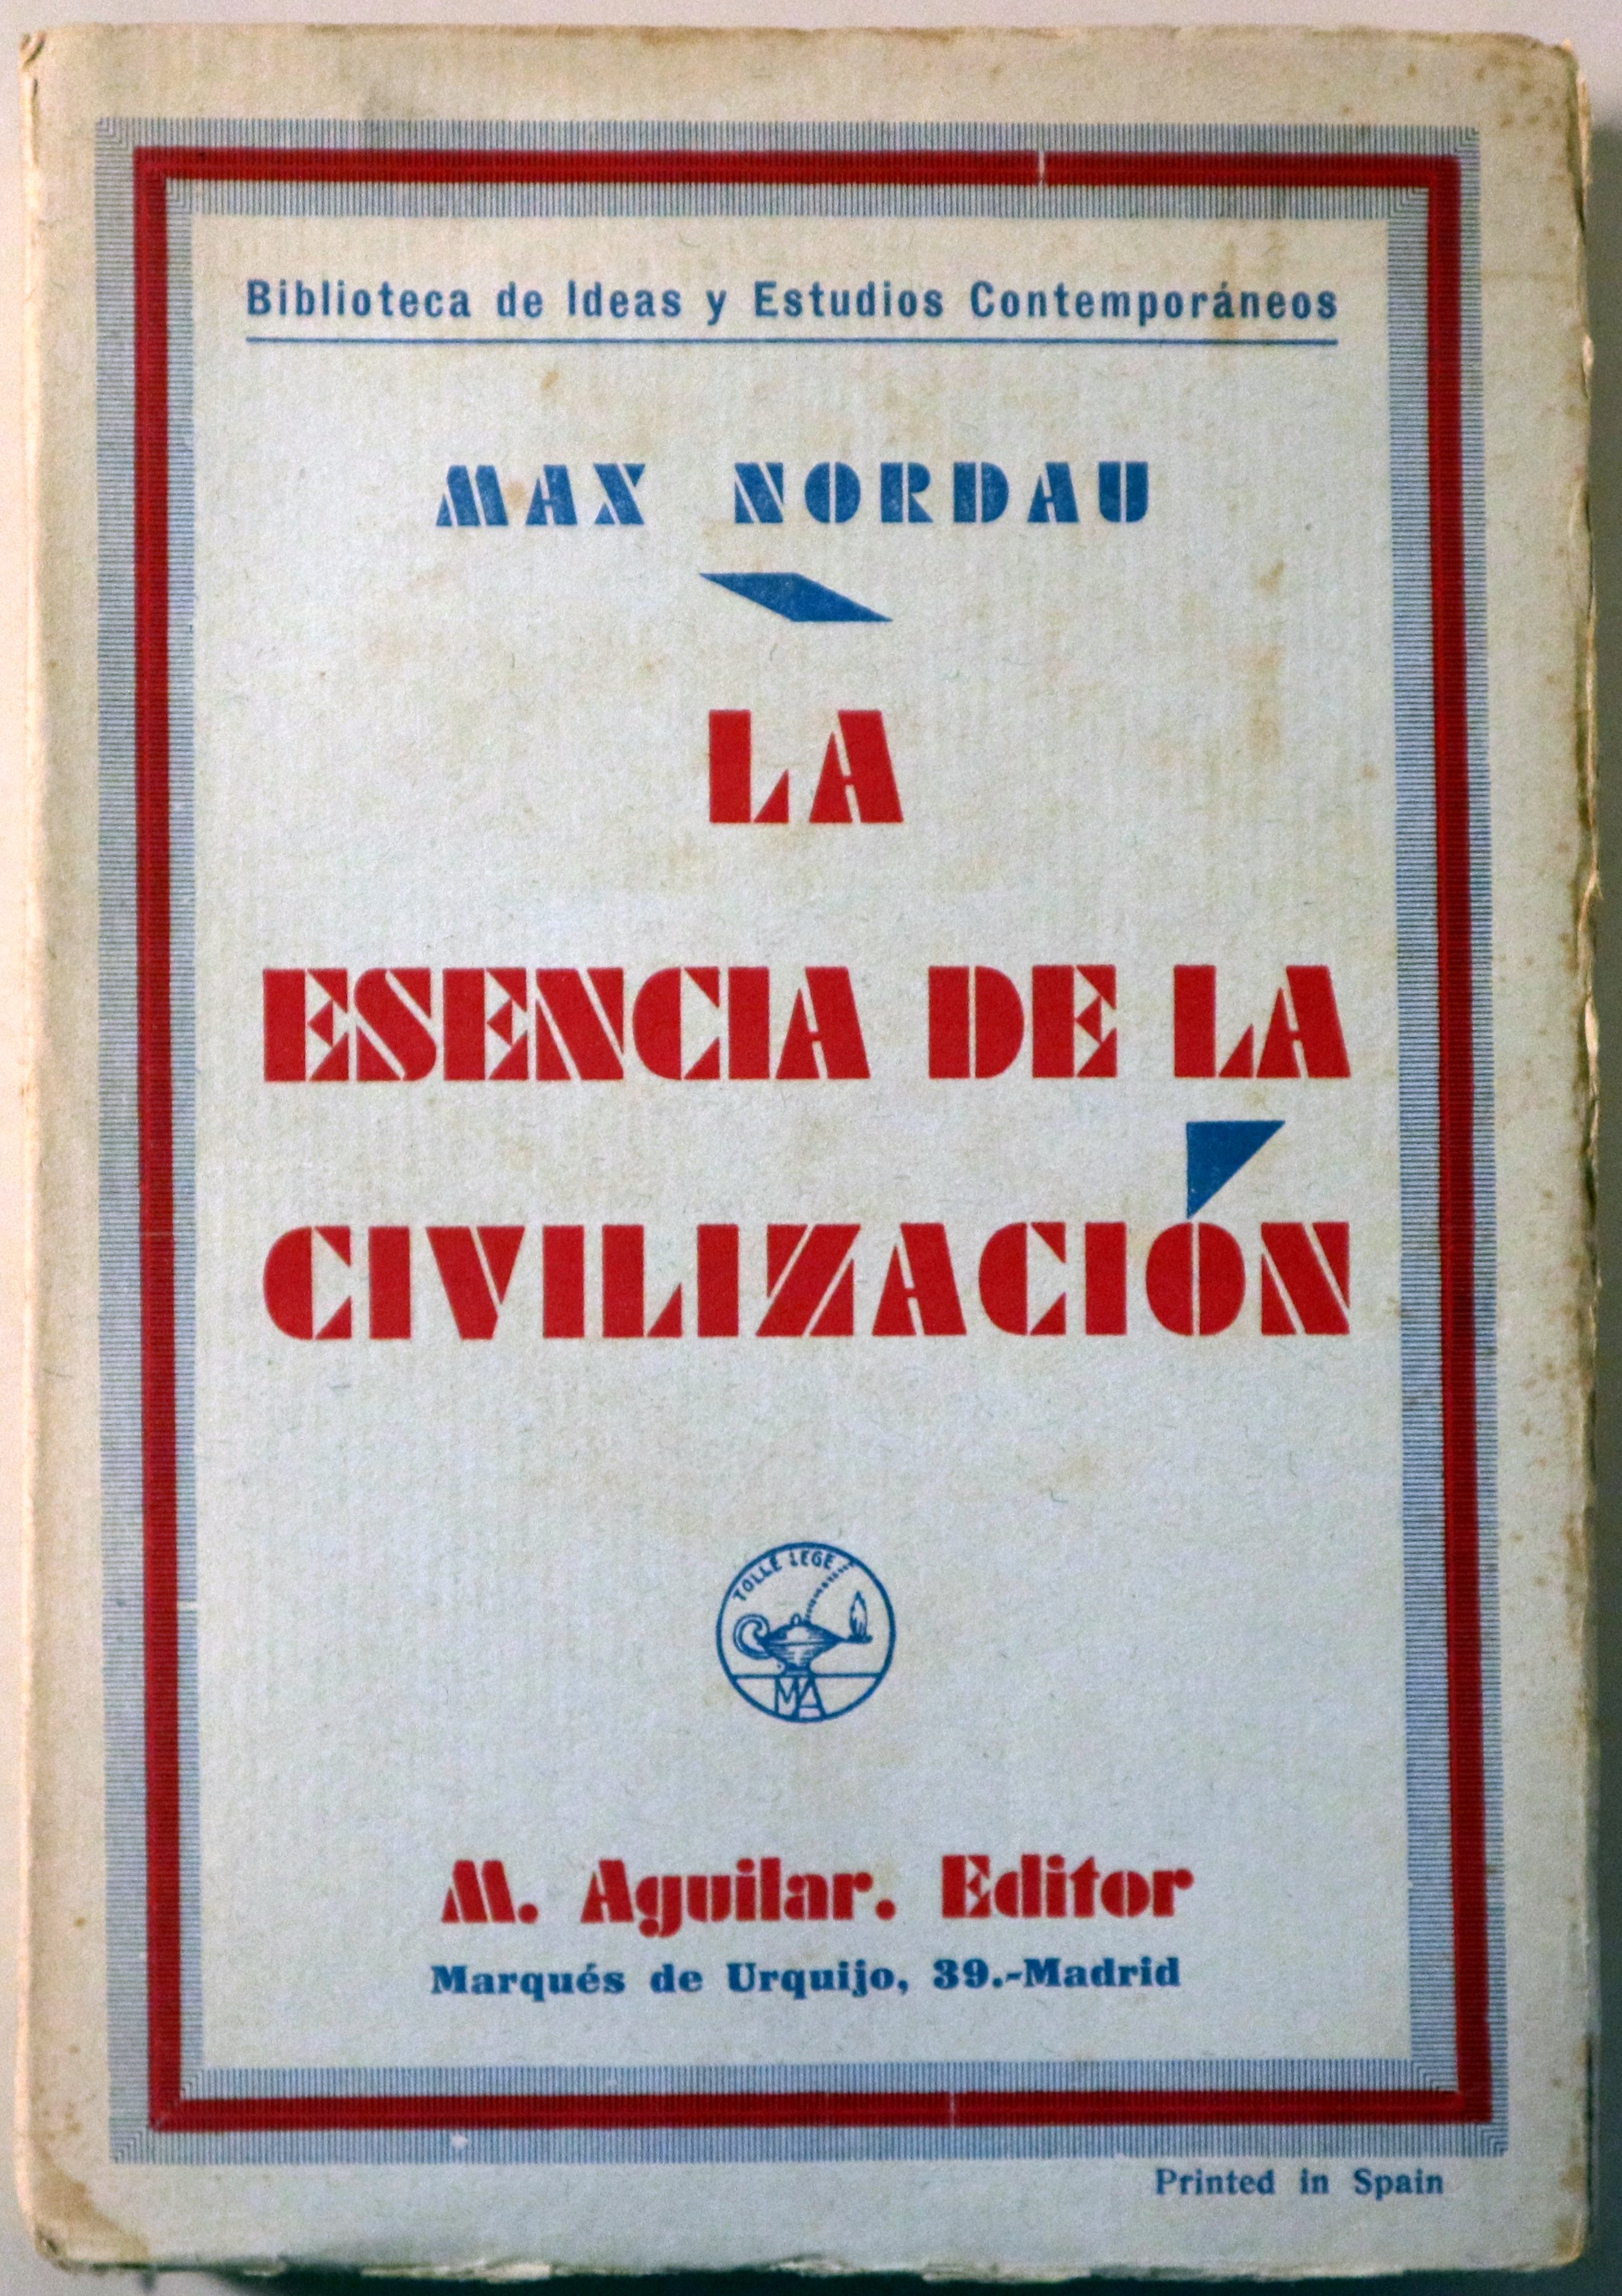 Biblioteca de Ideas y Estudios Contemporáneos
MAX NORDAU
LA
ESENCIA DE LA
CIVILIZACIÓN
TOLLE LEGE
MA
M. Aguilar. Editor
Marqués de Urquijo, 39.-Madrid
Printed in Spain